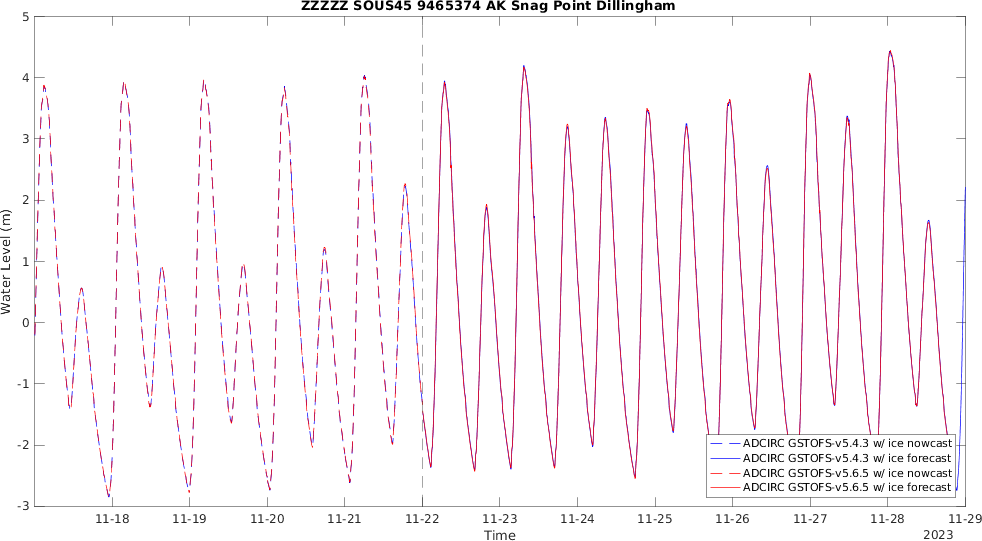 ZZZZZ SOUS45 9465374 AK Snag Point Dillingham
5
4
3
2
1
0
-1
-2
-3
Water Level (m)
ADCIRC GSTOFS-v5.4.3 w/ ice nowcast
ADCIRC GSTOFS-v5.4.3 w/ ice forecast
ADCIRC GSTOFS-v5.6.5 w/ ice nowcast
ADCIRC GSTOFS-v5.6.5 w/ ice forecast
11-18 11-19 11-20 11-21 11-22 11-23 11-24 11-25 11-26 11-27 11-28 11-29
Time 2023